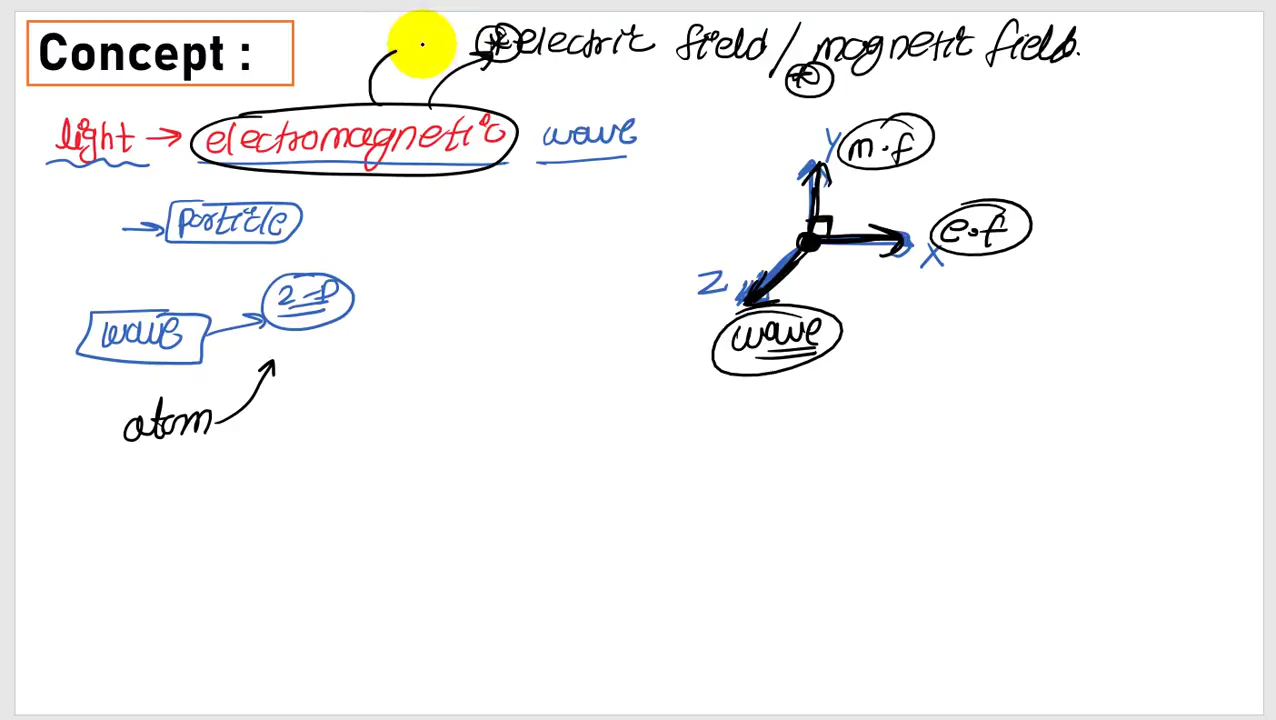 Concept :
* electric field / magnetic field.
*
light → electromagnetic wave
Y m.f
→ particle
e.f
X
Z
2-P
wave
wave
atom